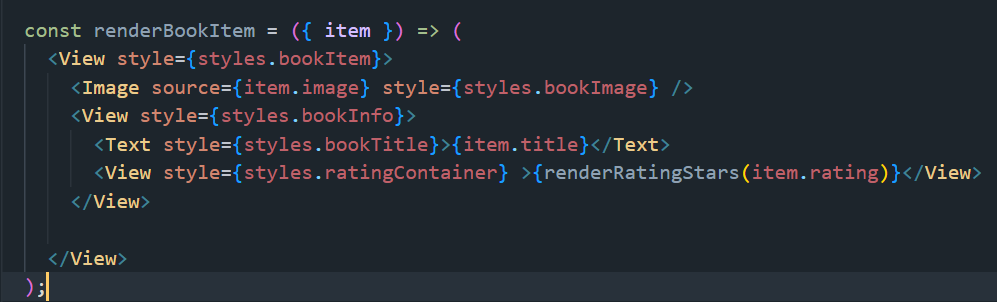 const renderBookItem = ({ item }) => (
  <View style={styles.bookItem}>
    <Image source={item.image} style={styles.bookImage} />
    <View style={styles.bookInfo}>
      <Text style={styles.bookTitle}>{item.title}</Text>
      <View style={styles.ratingContainer} >{renderRatingStars(item.rating)}</View>
    </View>
  </View>
);